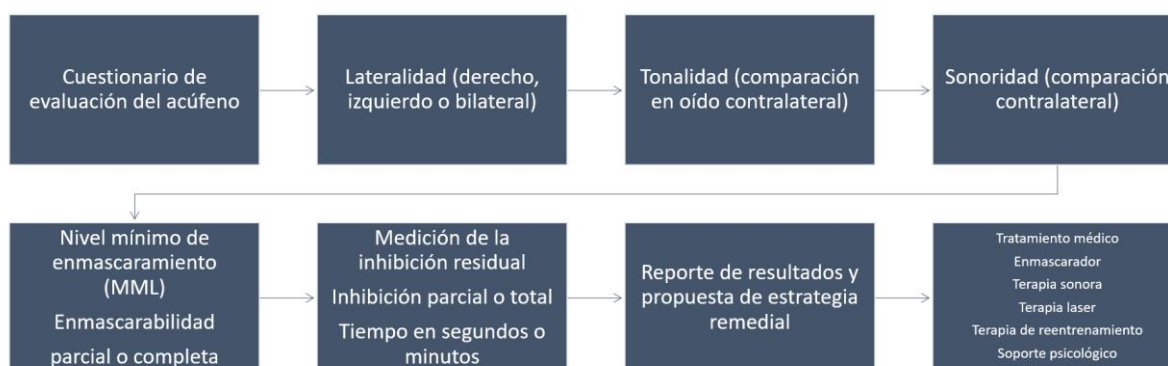 Cuestionario de
evaluación del acúfeno
Lateralidad (derecho,
izquierdo o bilateral)
Tonalidad (comparación
en oído contralateral)
Sonoridad (comparación
contralateral)
Nivel mínimo de
enmascaramiento
(MML)
Enmascarabilidad
parcial o completa
Medición de la
inhibición residual
Inhibición parcial o total
Tiempo en segundos o
minutos
Reporte de resultados y
propuesta de estrategia
remedial
Tratamiento médico
Enmascarador
Terapia sonora
Terapia laser
Terapia de reentrenamiento
Soporte psicológico